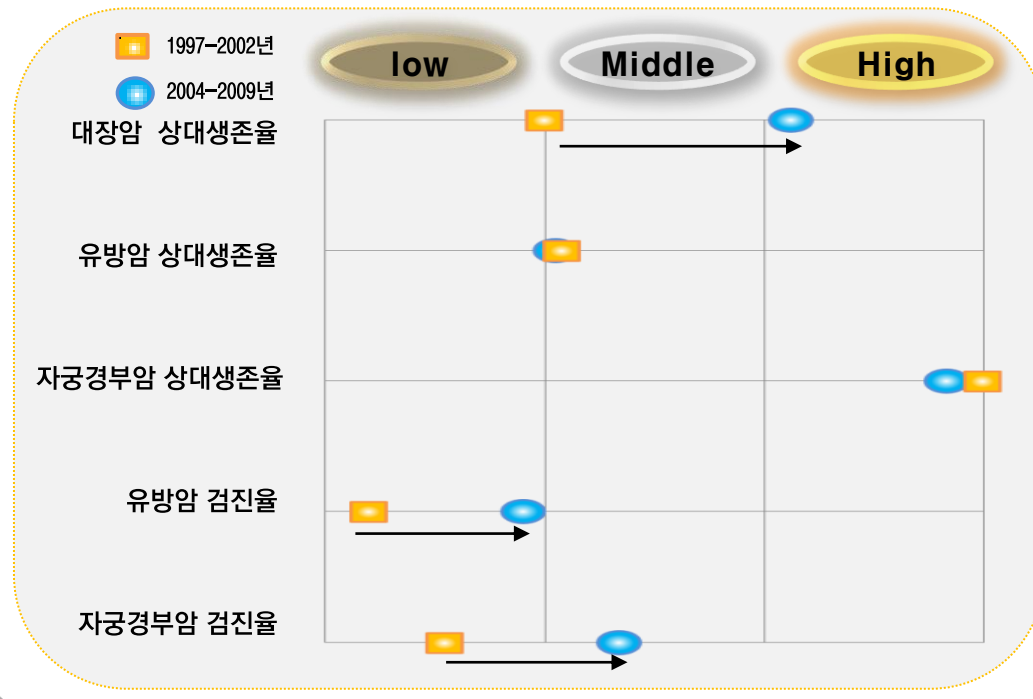 1997-2002년
2004-2009년
low
Middle
High
대장암 상대생존율
유방암 상대생존율
자궁경부암 상대생존율
유방암 검진율
자궁경부암 검진율